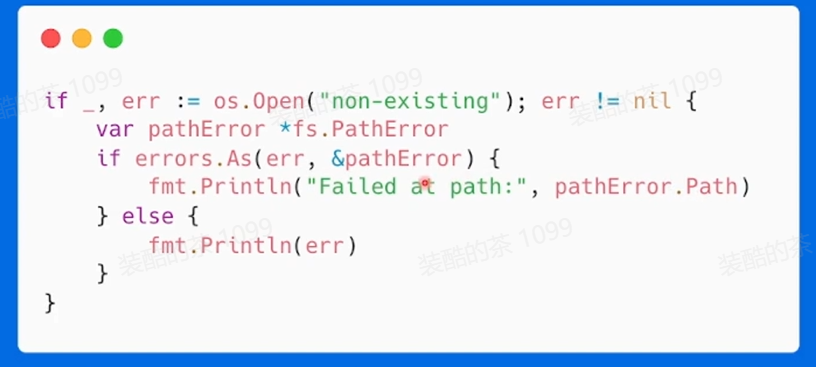 if _, err := os.Open("non-existing"); err != nil {
    var pathError *fs.PathError
    if errors.As(err, &pathError) {
        fmt.Println("Failed at path:", pathError.Path)
    } else {
        fmt.Println(err)
    }
}
装酷的茶 1099
装酷的茶 1099
装酷的茶 1099
装酷的茶 1099
装酷的茶 1099
装酷的茶